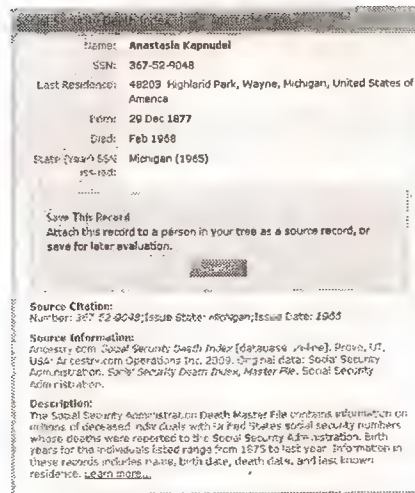 Name: Anastasia Kapnudel
SSN: 367-52-9048
Last Residence: 48203 Highland Park, Wayne, Michigan, United States of
America
Born: 29 Dec 1877
Died: Feb 1968
State (Year) SSN Michigan (1965)
issued:
Save This Record
Attach this record to a person in your tree as a source record, or
save for later evaluation.
Source Citation:
Number: 367-52-9048;Issue State: Michigan;Issue Date: 1965
Source Information:
Ancestry.com. Social Security Death Index [database on-line]. Provo, UT,
USA: Ancestry.com Operations Inc, 2009. Original data: Social Security
Administration. Social Security Death Index, Master File. Social Security
Administration.
Description:
The Social Security Administration Death Master File contains information on
millions of deceased individuals with United States social security numbers
whose deaths were reported to the Social Security Administration. Birth
years for the individuals listed range from 1875 to last year. Information in
these records includes name, birth date, death date, and last known
residence. Learn more...